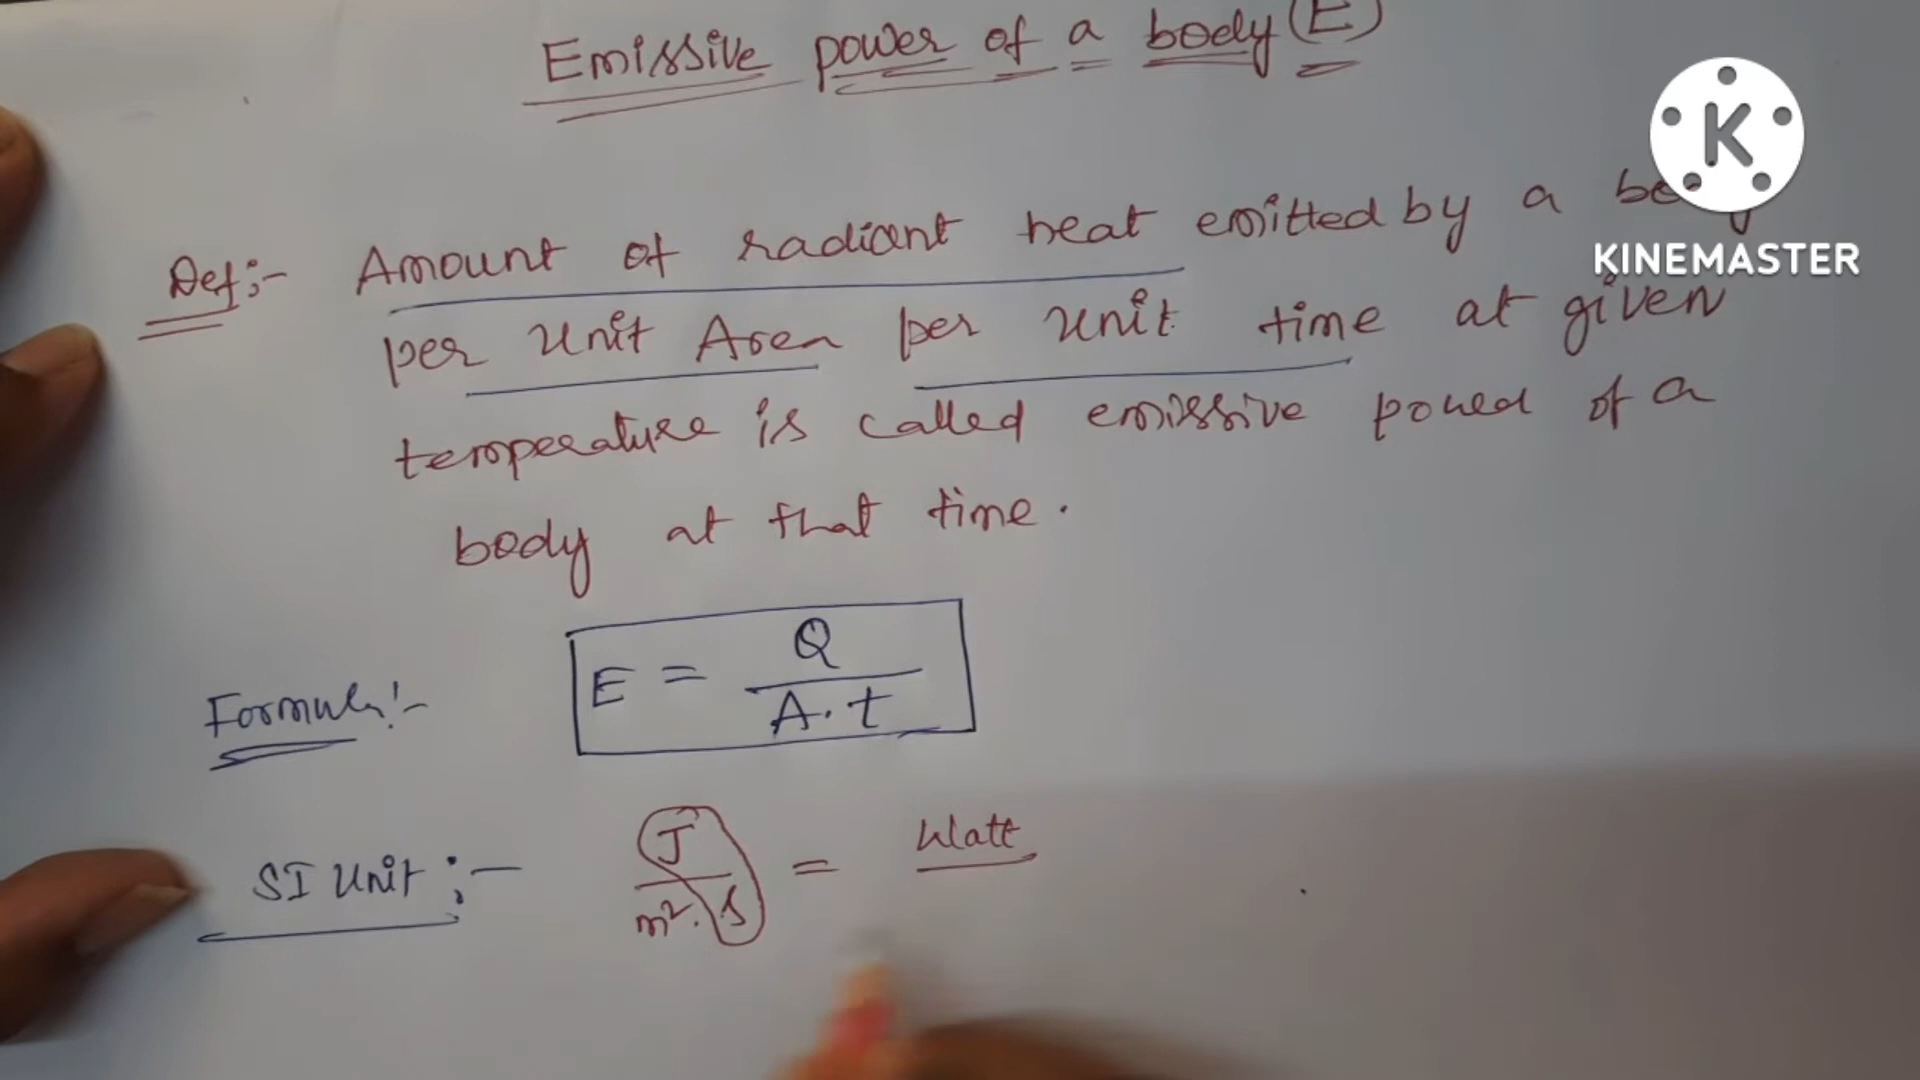 Emissive power of a body (E)
K
KINEMASTER
Def:- Amount of radiant heat emitted by a
per Unit Area per unit time at given
temperature is called emissive power of a
body at that time.
Formula:- E = Q / A.t
SI Unit :- J / m².s = Watt